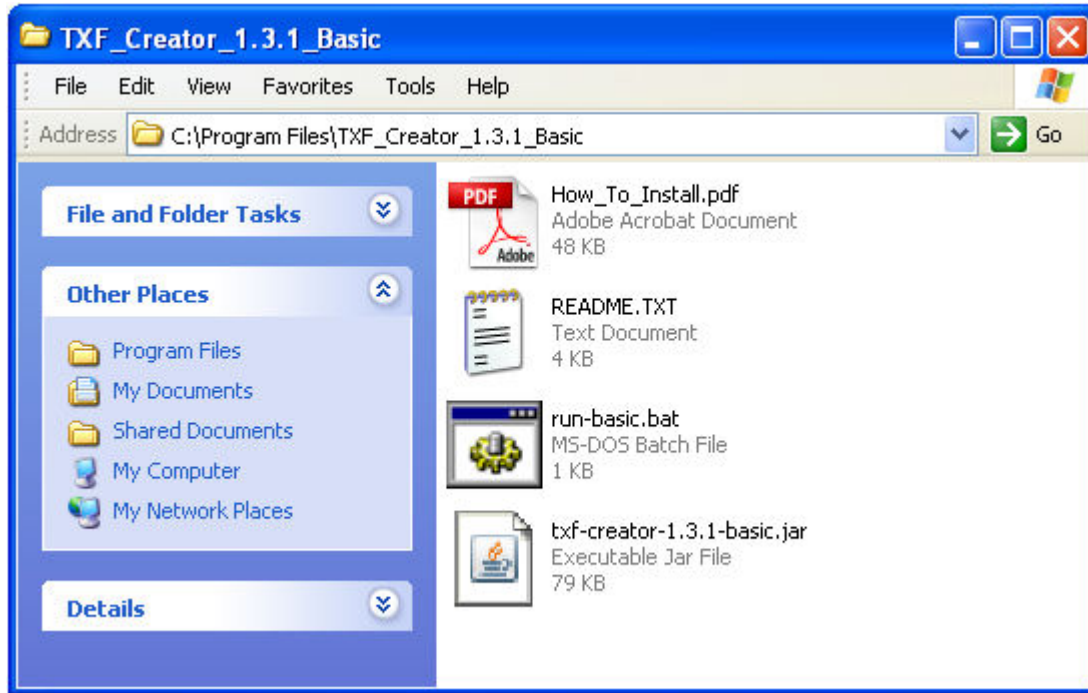 TXF_Creator_1.3.1_Basic
File Edit View Favorites Tools Help
Address C:\Program Files\TXF_Creator_1.3.1_Basic Go
File and Folder Tasks
Other Places
Program Files
My Documents
Shared Documents
My Computer
My Network Places
Details
PDF
Adobe
How_To_Install.pdf
Adobe Acrobat Document
48 KB
README.TXT
Text Document
4 KB
run-basic.bat
MS-DOS Batch File
1 KB
txf-creator-1.3.1-basic.jar
Executable Jar File
79 KB